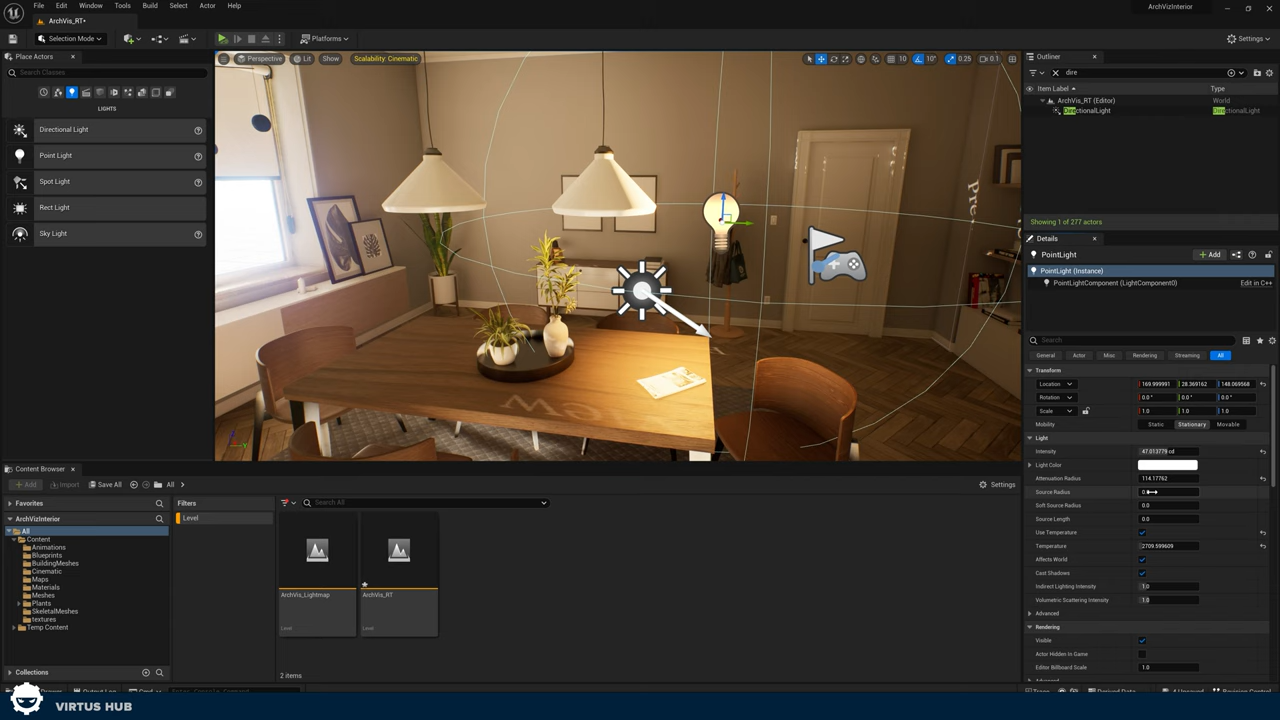 File Edit Window Tools Build Select Actor Help
ArchVizInterior
ArchVis_RT•
Selection Mode
Platforms
Settings
Place Actors
Search Classes
LIGHTS
Directional Light
Point Light
Spot Light
Rect Light
Sky Light
Perspective Lit Show Scalability: Cinematic
10 10° 0.25 0.1
Outliner
dire
Item Label Type
ArchVis_RT (Editor) World
DirectionalLight DirectionalLight
Showing 1 of 277 actors
Details
PointLight
Add
PointLight (Instance)
PointLightComponent (LightComponent0) Edit in C++
Search
General Actor Misc Rendering Streaming All
Transform
Location 169.999991 28.369162 148.069568
Rotation 0.0° 0.0° 0.0°
Scale 1.0 1.0 1.0
Mobility Static Stationary Movable
Light
Intensity 47.013779 cd
Light Color
Attenuation Radius 114.17762
Source Radius
Soft Source Radius 0.0
Source Length 0.0
Use Temperature
Temperature 2709.599609
Affects World
Cast Shadows
Indirect Lighting Intensity 1.0
Volumetric Scattering Intensity 1.0
Advanced
Rendering
Visible
Actor Hidden In Game
Editor Billboard Scale 1.0
Content Browser
Add Import Save All All
Settings
Favorites
ArchVizInterior
All
Content
Animations
Blueprints
BuildingMeshes
Cinematic
Maps
Materials
Meshes
Plants
SkeletalMeshes
textures
Temp Content
Collections
Filters
Level
Search All
ArchVis_Lightmap
Level
ArchVis_RT
Level
2 items
VIRTUS HUB